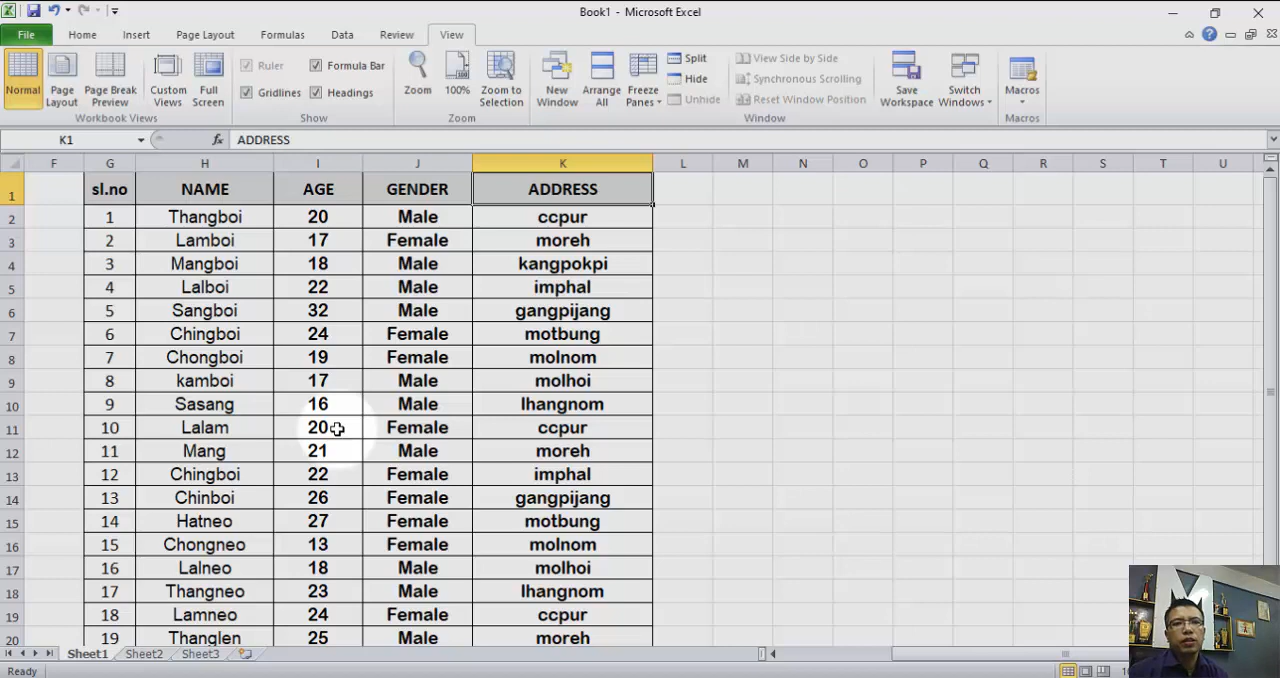 Book1 - Microsoft Excel
File Home Insert Page Layout Formulas Data Review View
Normal Page Layout Page Break Preview Custom Views Full Screen
Ruler Formula Bar
Gridlines Headings
Zoom 100% Zoom to Selection
New Window Arrange All Freeze Panes
Split
Hide
Unhide
View Side by Side
Synchronous Scrolling
Reset Window Position
Save Workspace Switch Windows Macros
Workbook Views Show Zoom Window Macros
K1 fx ADDRESS
F G H I J K L M N O P Q R S T U
1 sl.no NAME AGE GENDER ADDRESS
2 1 Thangboi 20 Male ccpur
3 2 Lamboi 17 Female moreh
4 3 Mangboi 18 Male kangpokpi
5 4 Lalboi 22 Male imphal
6 5 Sangboi 32 Male gangpijang
7 6 Chingboi 24 Female motbung
8 7 Chongboi 19 Female molnom
9 8 kamboi 17 Male molhoi
10 9 Sasang 16 Male lhangnom
11 10 Lalam 20 Female ccpur
12 11 Mang 21 Male moreh
13 12 Chingboi 22 Female imphal
14 13 Chinboi 26 Female gangpijang
15 14 Hatneo 27 Female motbung
16 15 Chongneo 13 Female molnom
17 16 Lalneo 18 Male molhoi
18 17 Thangneo 23 Male lhangnom
19 18 Lamneo 24 Female ccpur
20 19 Thanglen 25 Male moreh
Sheet1 Sheet2 Sheet3
Ready